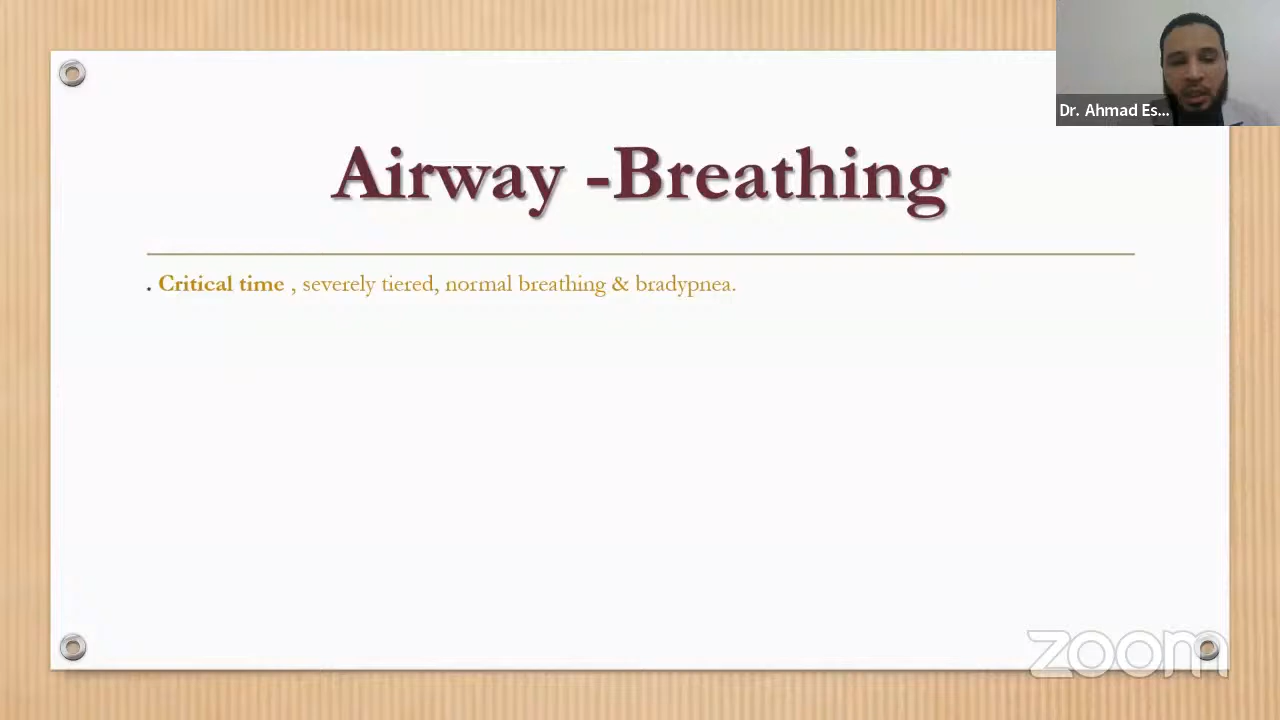 Dr. Ahmad Es...
Airway -Breathing
. Critical time , severely tiered, normal breathing & bradypnea.
zoom